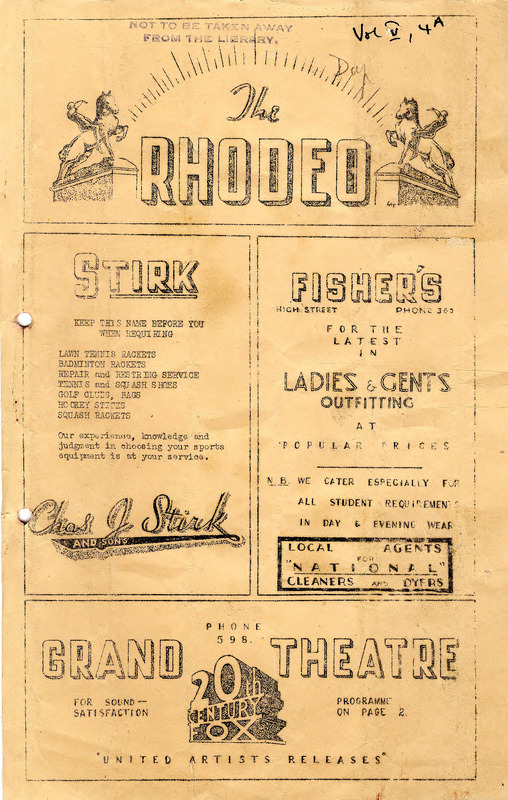 NOT TO BE TAKEN AWAY
FROM THE LIBRARY.
Vol V, 4A
The
RHODEO
STIRK
KEEP THIS NAME BEFORE YOU
WHEN REQUIRING
LAWN TENNIS RACKETS
BADMINTON RACKETS
REPAIR and RESTRING SERVICE
TENNIS and SQUASH SHOES
GOLF CLUBS, BAGS
HOCKEY STICKS
SQUASH RACKETS
Our experience, knowledge and
judgment in choosing your sports
equipment is at your service.
Chas J Stirk
AND SONS
FISHER'S
HIGH STREET PHONE 365
FOR THE
LATEST
IN
LADIES & GENTS
OUTFITTING
AT
POPULAR PRICES
N.B. WE CATER ESPECIALLY FOR
ALL STUDENT REQUIREMENTS
IN DAY & EVENING WEAR
LOCAL AGENTS
FOR
"NATIONAL"
CLEANERS AND DYERS
PHONE
598.
GRAND THEATRE
20th
CENTURY
FOX
FOR SOUND—
SATISFACTION
PROGRAMME
ON PAGE 2.
"UNITED ARTISTS RELEASES"